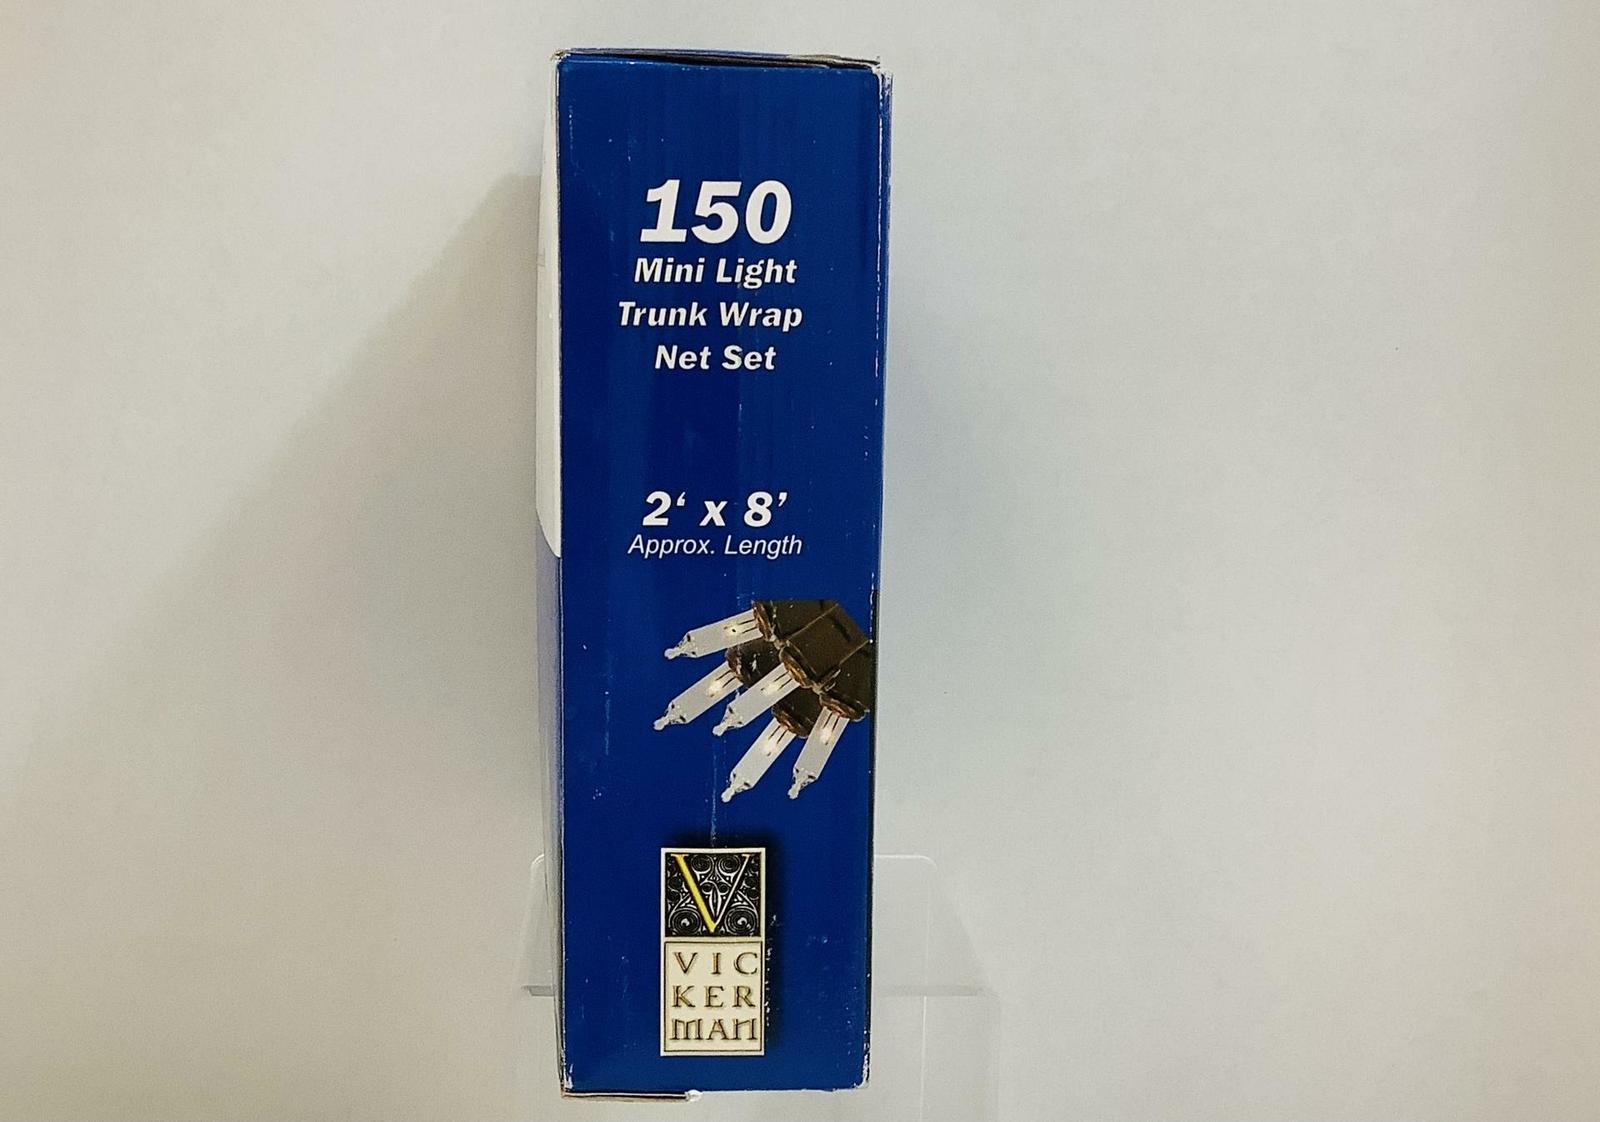 150
Mini Light
Trunk Wrap
Net Set
2‘ x 8’
Approx. Length
V
VIC
KER
MAN